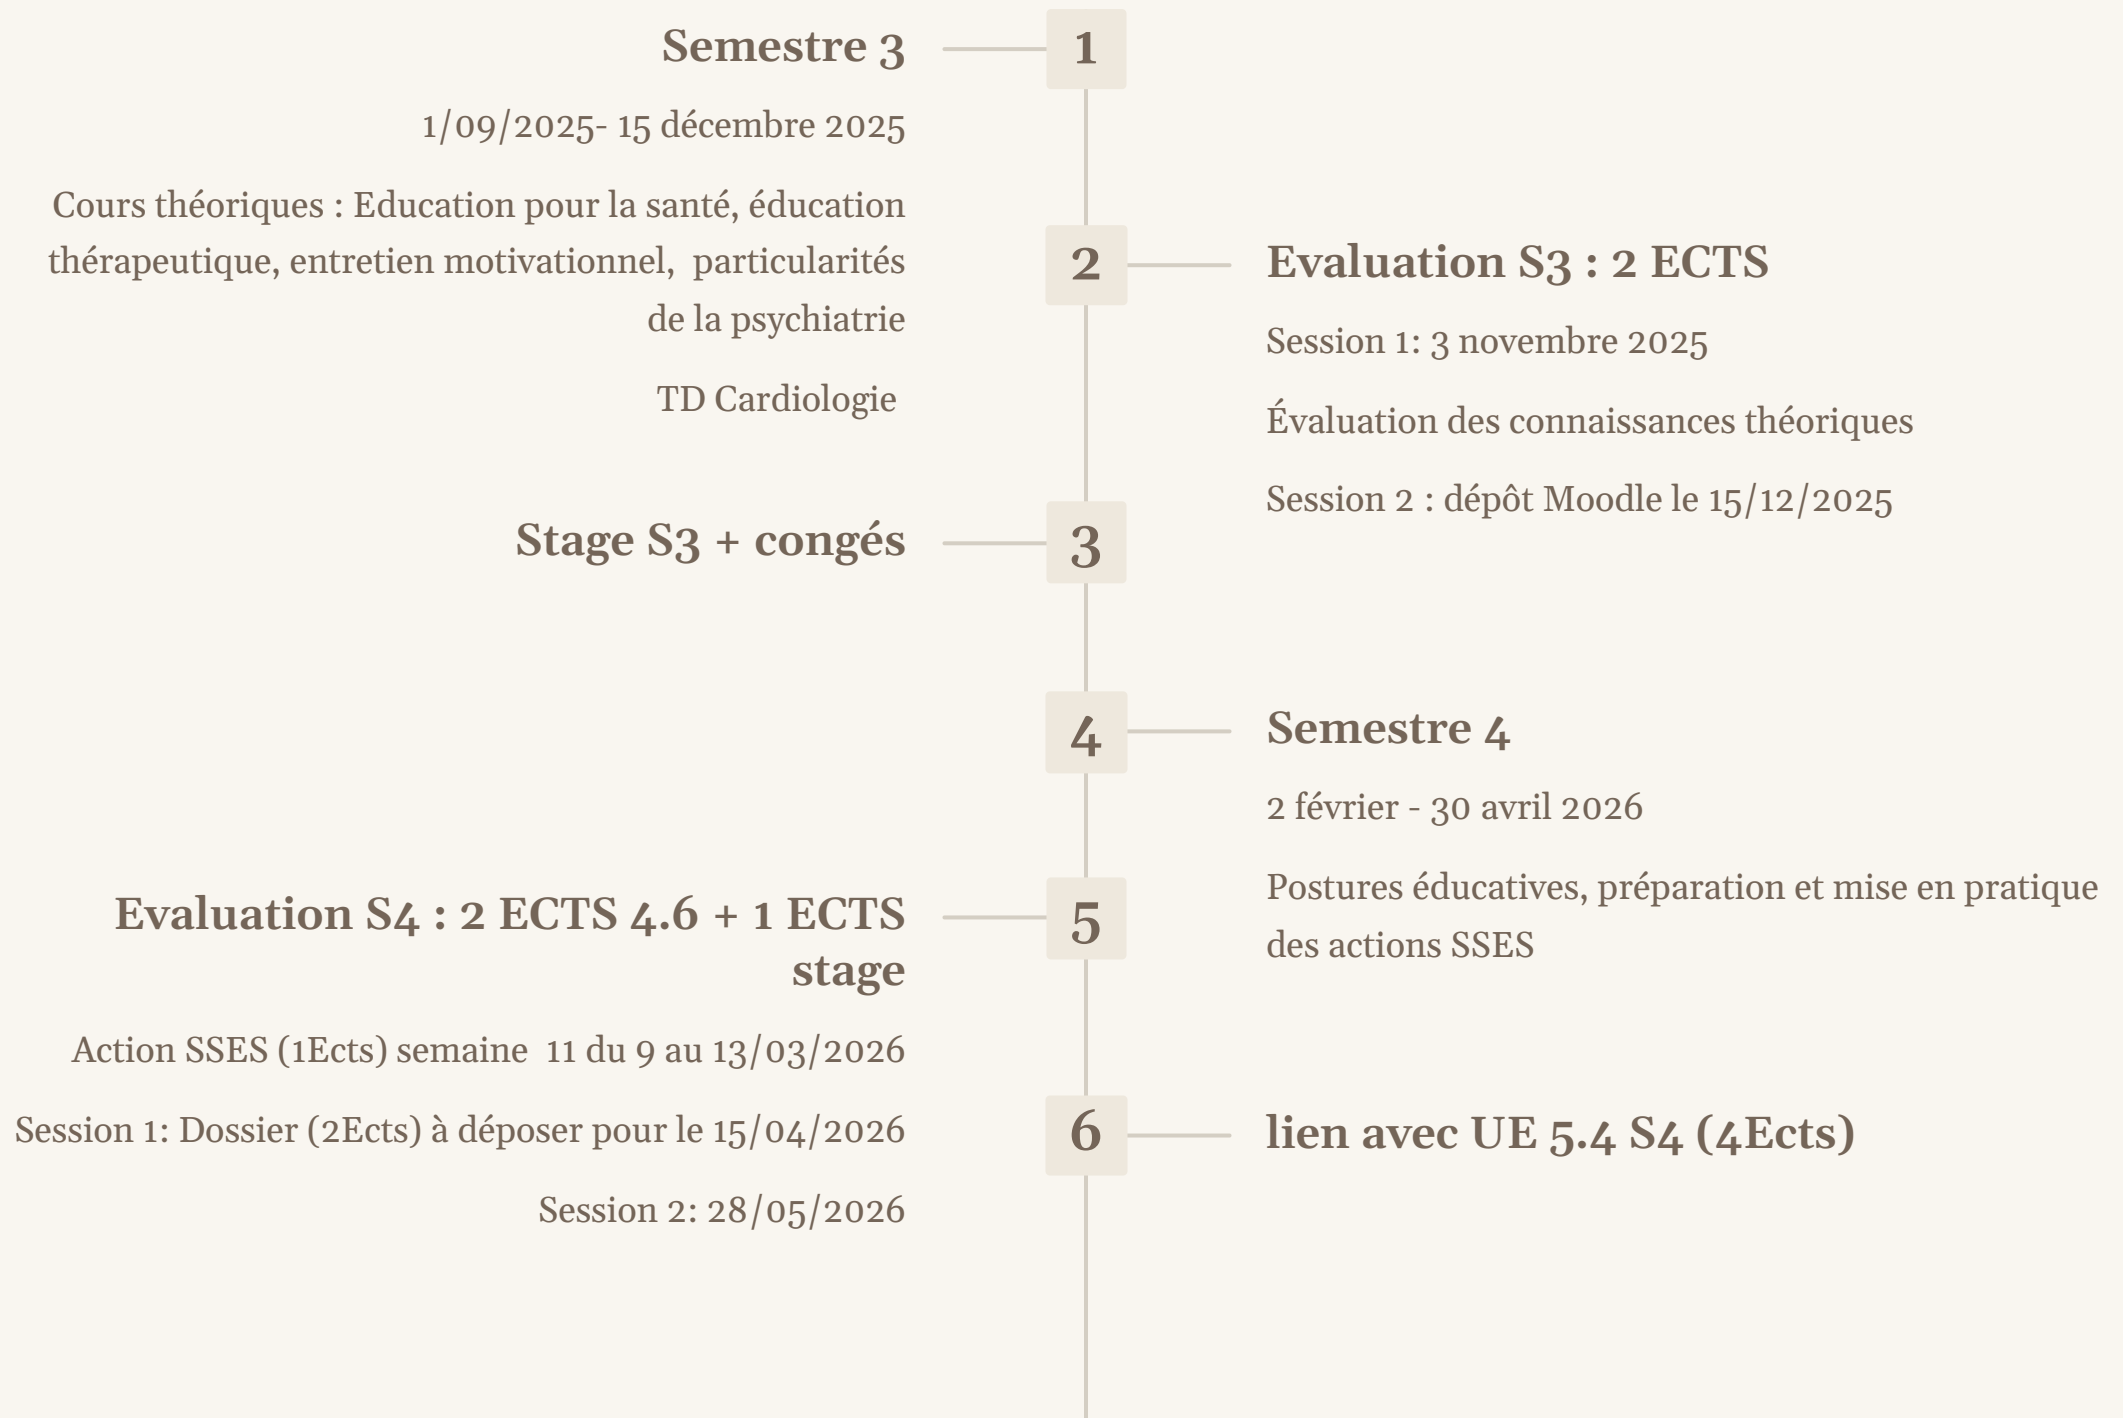 Semestre 3
1
1/09/2025- 15 décembre 2025
Cours théoriques : Education pour la santé, éducation
thérapeutique, entretien motivationnel,  particularités
de la psychiatrie
TD Cardiologie
2
Evaluation S3 : 2 ECTS
Session 1: 3 novembre 2025
Évaluation des connaissances théoriques
Session 2 : dépôt Moodle le 15/12/2025
Stage S3 + congés
3
4
Semestre 4
2 février - 30 avril 2026
Postures éducatives, préparation et mise en pratique
des actions SSES
Evaluation S4 : 2 ECTS 4.6 + 1 ECTS
stage
5
Action SSES (1Ects) semaine  11 du 9 au 13/03/2026
Session 1: Dossier (2Ects) à déposer pour le 15/04/2026
Session 2: 28/05/2026
6
lien avec UE 5.4 S4 (4Ects)